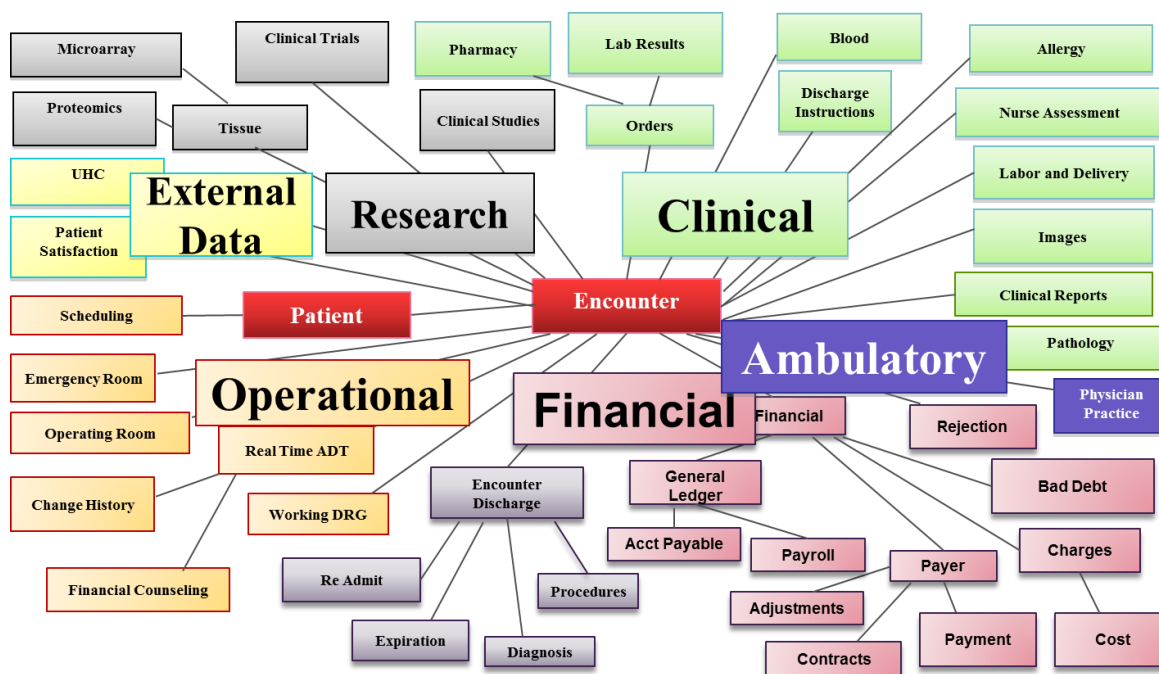 Microarray
Clinical Trials
Pharmacy
Lab Results
Blood
Allergy
Proteomics
Tissue
Clinical Studies
Orders
Discharge
Instructions
Nurse Assessment
UHC
External
Data
Research
Clinical
Labor and Delivery
Patient
Satisfaction
Images
Scheduling
Patient
Encounter
Clinical Reports
Emergency Room
Operational
Ambulatory
Pathology
Financial
Financial
Physician
Practice
Operating Room
Rejection
Real Time ADT
Change History
Working DRG
Encounter
Discharge
General
Ledger
Bad Debt
Acct Payable
Payroll
Payer
Charges
Financial Counseling
Re Admit
Procedures
Adjustments
Expiration
Diagnosis
Contracts
Payment
Cost